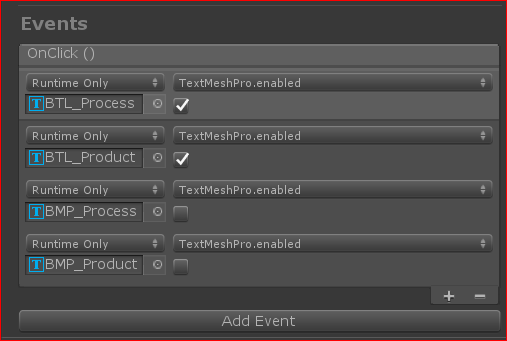 Events
OnClick ()
Runtime Only TextMeshPro.enabled
BTL_Process
Runtime Only TextMeshPro.enabled
BTL_Product
Runtime Only TextMeshPro.enabled
BMP_Process
Runtime Only TextMeshPro.enabled
BMP_Product
Add Event